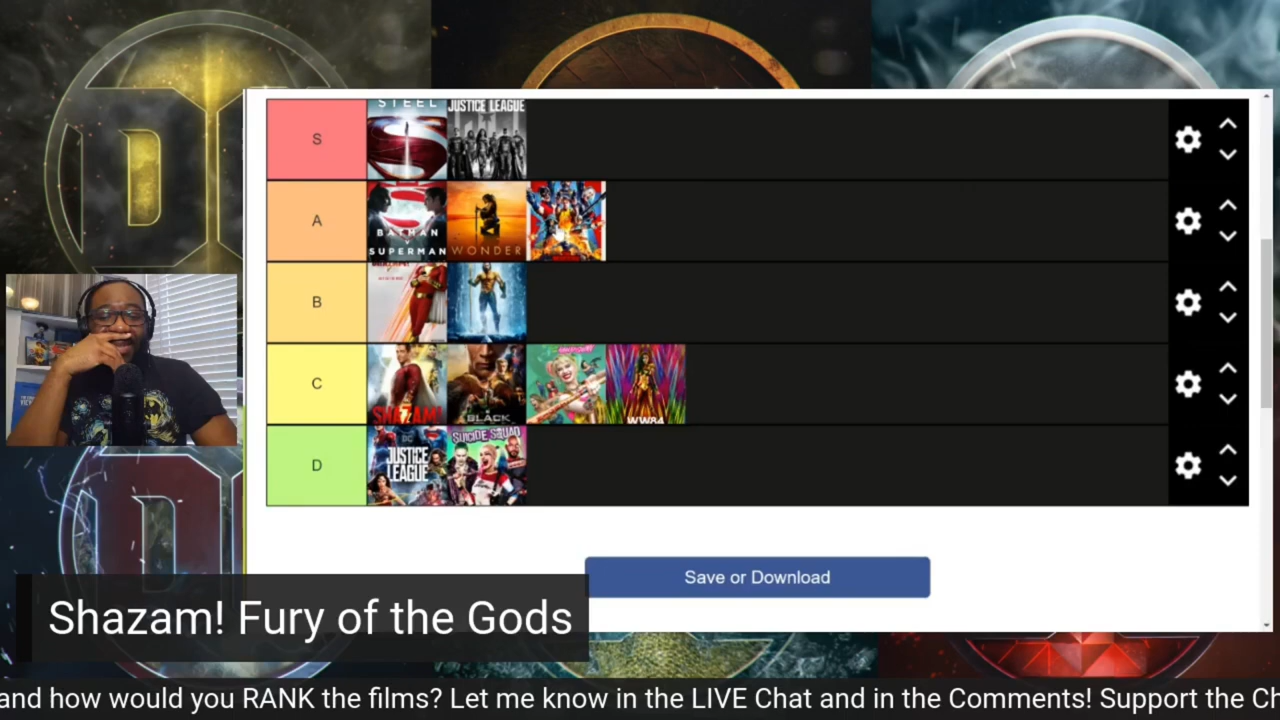 S
STEEL
JUSTICE LEAGUE
A
BATMAN
V
SUPERMAN
WONDER
B
SHAZAM!
C
SHAZAM!
BLACK
WW84
D
DC
JUSTICE
LEAGUE
SUICIDE SQUAD
Save or Download
Shazam! Fury of the Gods
and how would you RANK the films? Let me know in the LIVE Chat and in the Comments! Support the Ch